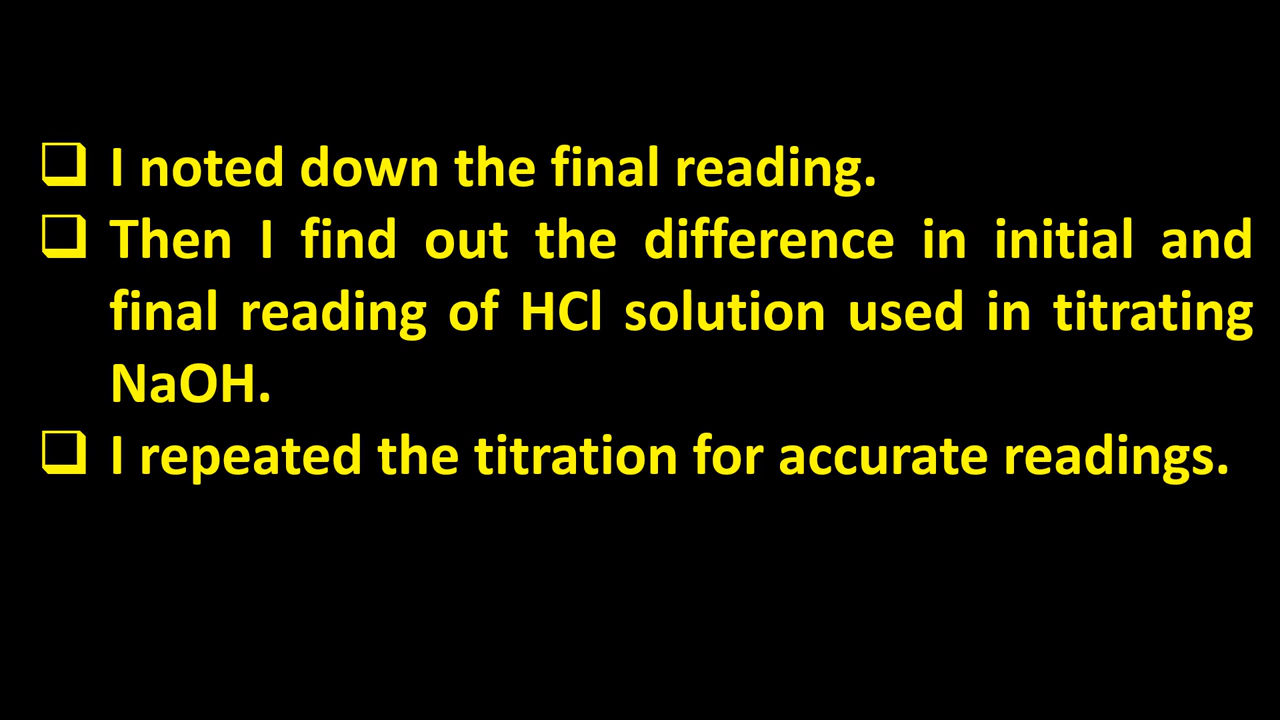 ❑ I noted down the final reading.
❑ Then I find out the difference in initial and
final reading of HCl solution used in titrating
NaOH.
❑ I repeated the titration for accurate readings.